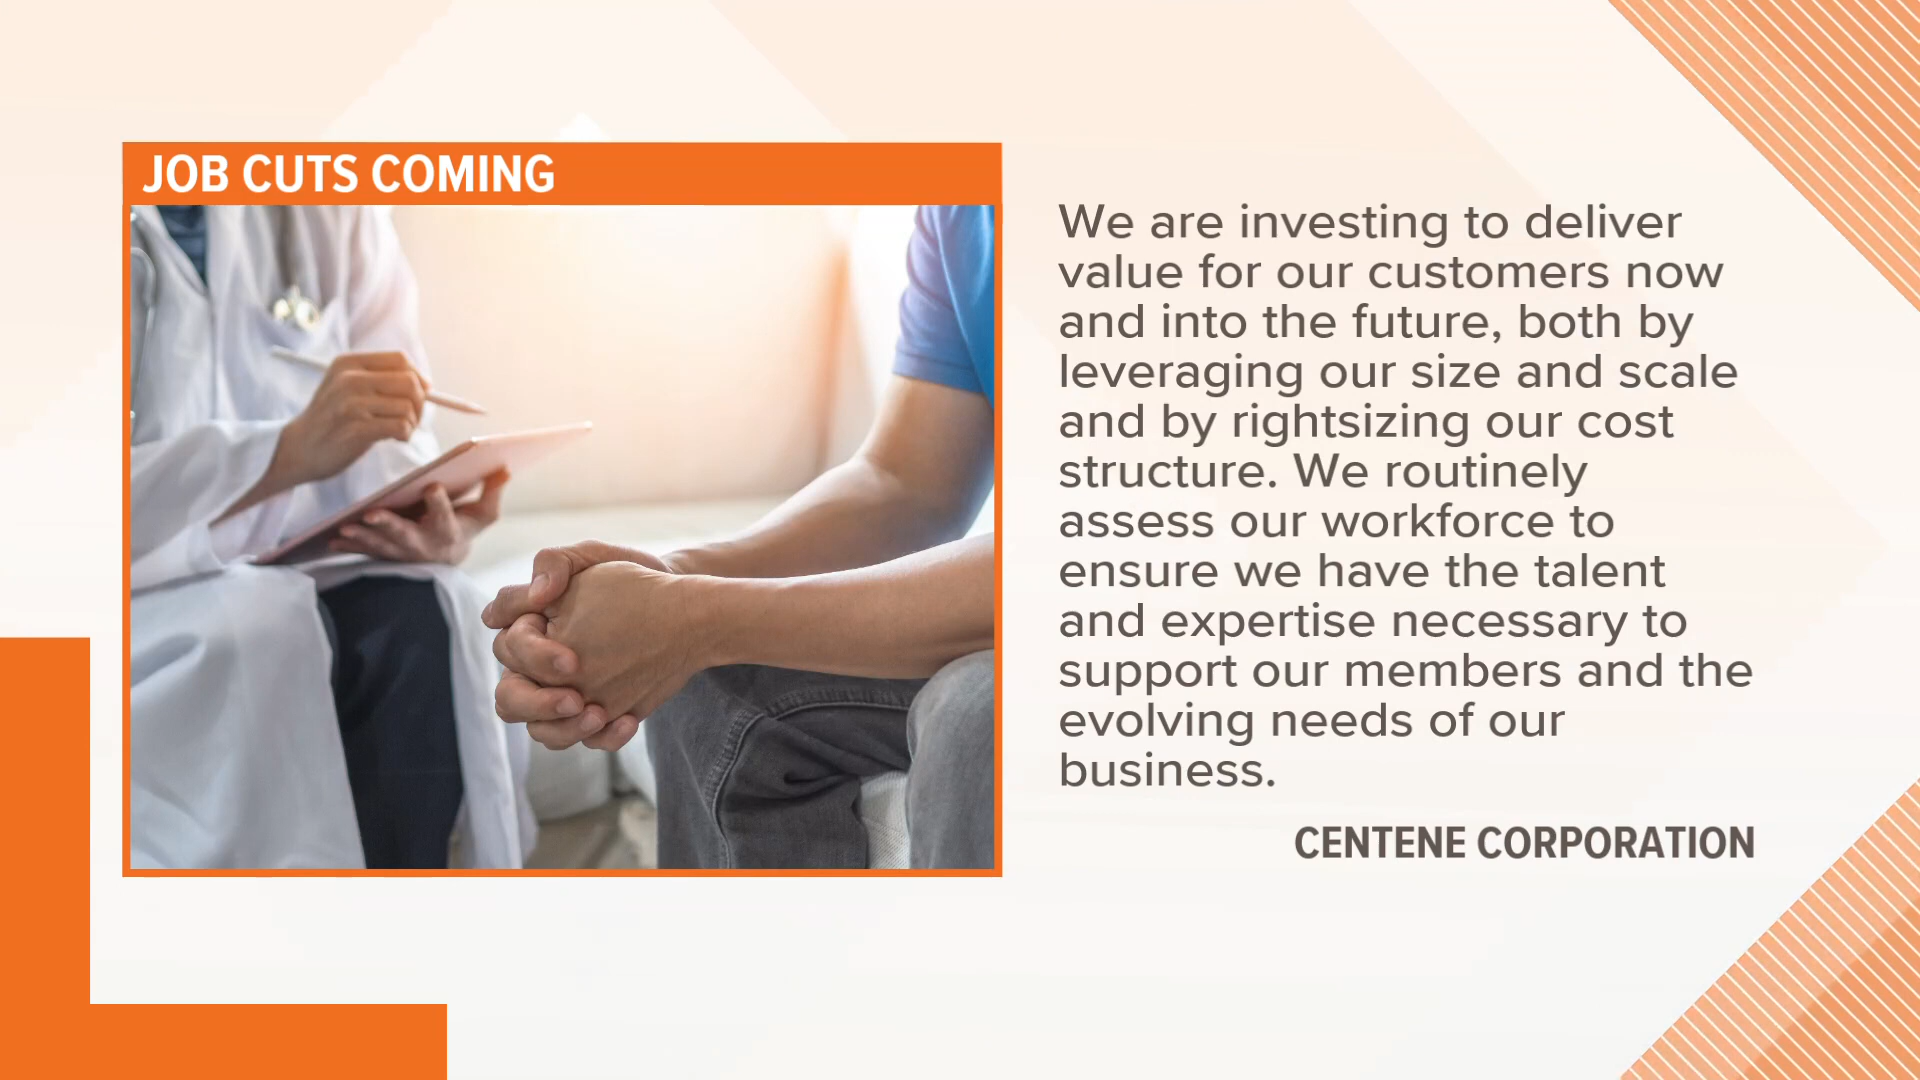 JOB CUTS COMING
We are investing to deliver
value for our customers now
and into the future, both by
leveraging our size and scale
and by rightsizing our cost
structure. We routinely
assess our workforce to
ensure we have the talent
and expertise necessary to
support our members and the
evolving needs of our
business.
CENTENE CORPORATION